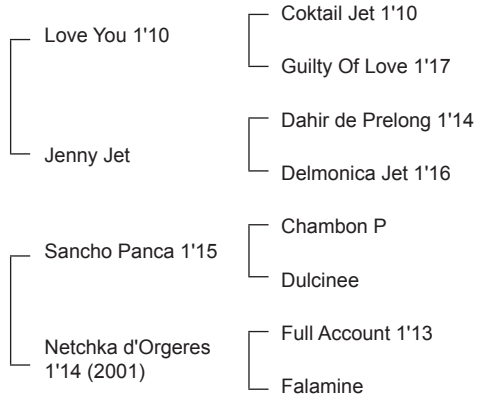 Coktail Jet 1'10
Love You 1'10
Guilty Of Love 1'17
Dahir de Prelong 1'14
Jenny Jet
Delmonica Jet 1'16
Chambon P
Sancho Panca 1'15
Dulcinee
Full Account 1'13
Netchka d'Orgeres
1'14 (2001)
Falamine